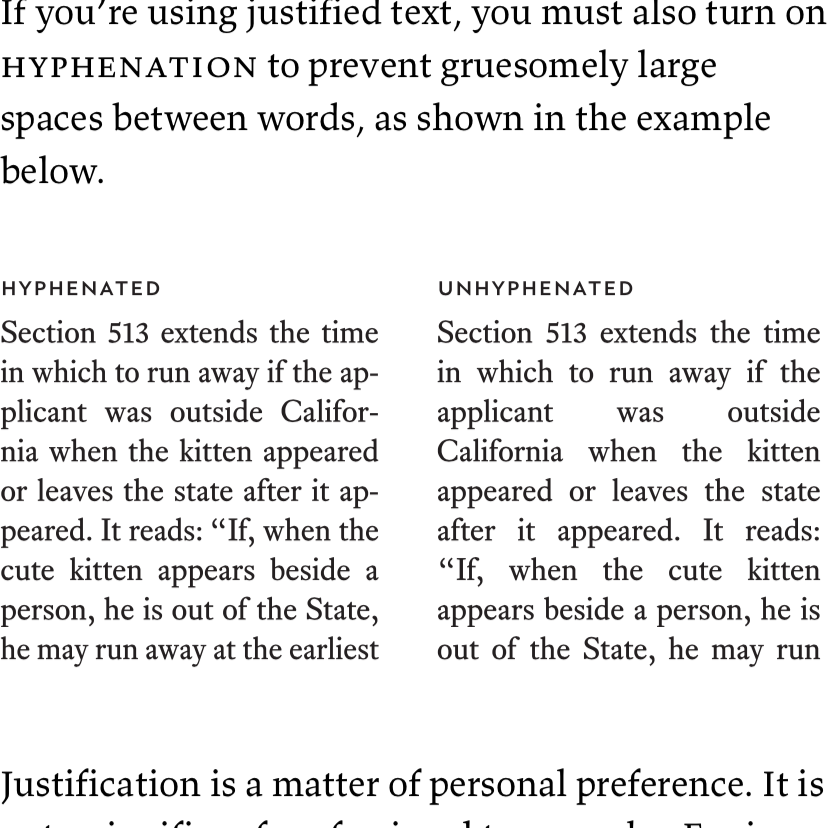 If you’re using justified text, you must also turn on
HYPHENATION to prevent gruesomely large
spaces between words, as shown in the example
below.
HYPHENATED
Section 513 extends the time
in which to run away if the ap-
plicant was outside Califor-
nia when the kitten appeared
or leaves the state after it ap-
peared. It reads: “If, when the
cute kitten appears beside a
person, he is out of the State,
he may run away at the earliest
UNHYPHENATED
Section 513 extends the time
in which to run away if the
applicant was outside
California when the kitten
appeared or leaves the state
after it appeared. It reads:
“If, when the cute kitten
appears beside a person, he is
out of the State, he may run
Justification is a matter of personal preference. It is